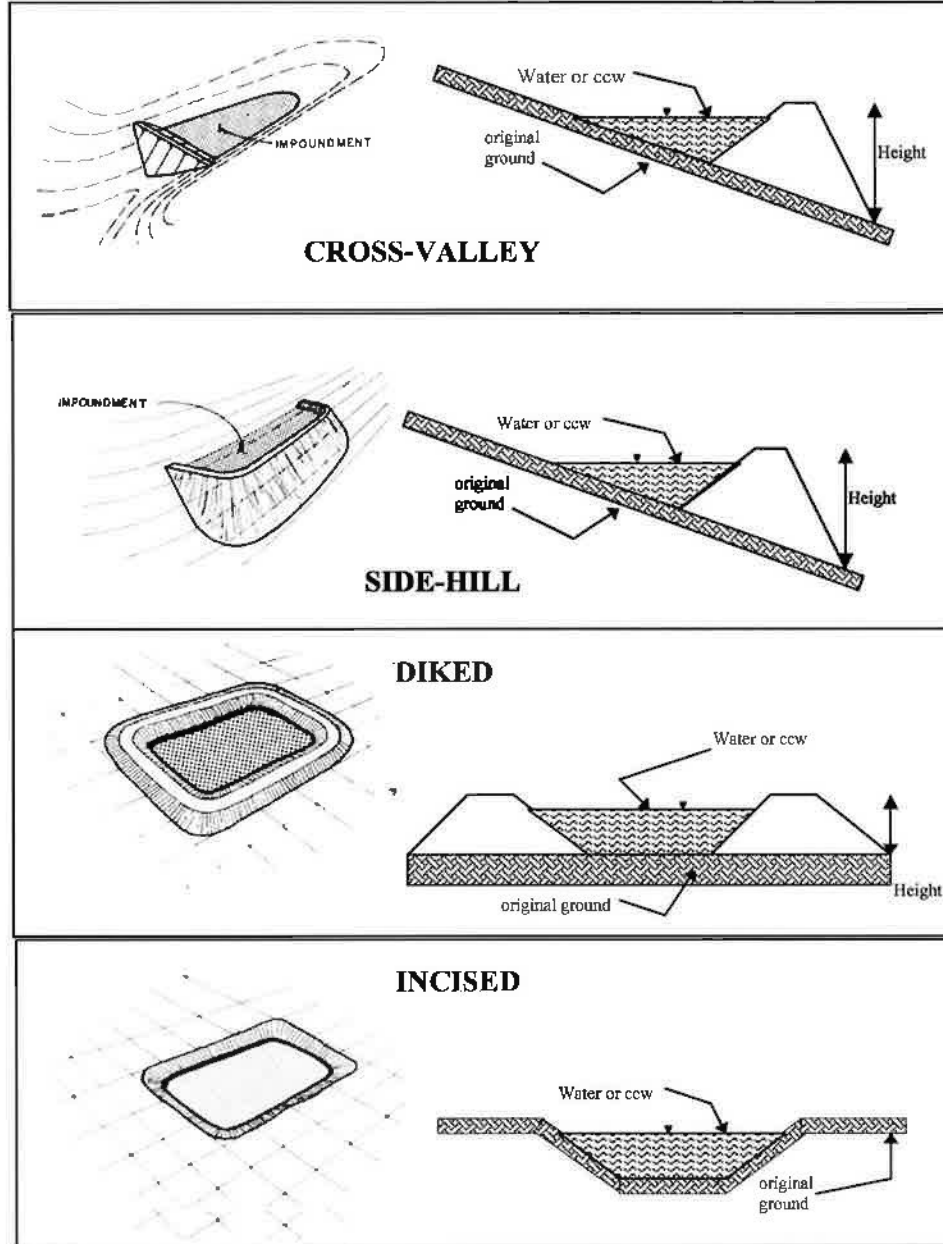 Water or ccw
IMPOUNDMENT
original
ground
Height
CROSS-VALLEY
IMPOUNDMENT
Water or ccw
original
ground
Height
SIDE-HILL
DIKED
Water or ccw
Height
original ground
INCISED
Water or ccw
original
ground